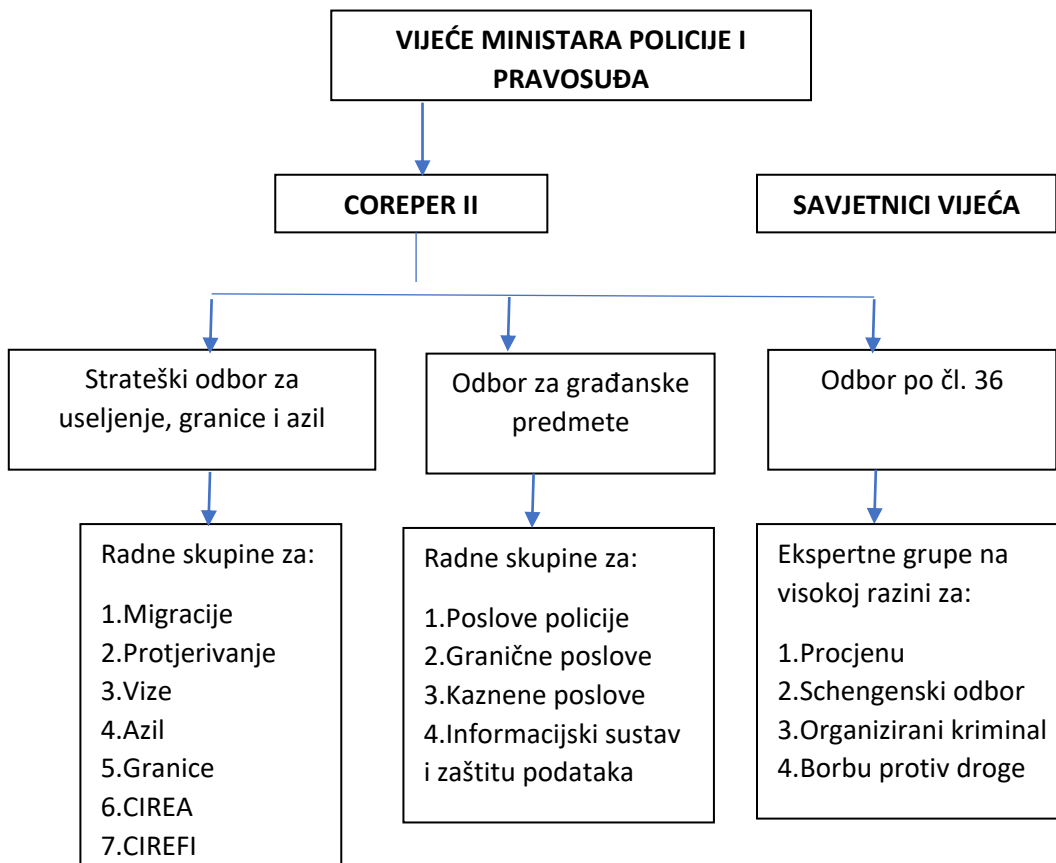 VIJEĆE MINISTARA POLICIJE I
PRAVOSUĐA
COREPER II
SAVJETNICI VIJEĆA
Strateški odbor za
useljenje, granice i azil
Odbor za građanske
predmete
Odbor po čl. 36
Radne skupine za:
1.Migracije
2.Protjerivanje
3.Vize
4.Azil
5.Granice
6.CIREA
7.CIREFI
Radne skupine za:
1.Poslove policije
2.Granične poslove
3.Kaznene poslove
4.Informacijski sustav
i zaštitu podataka
Ekspertne grupe na
visokoj razini za:
1.Procjenu
2.Schengenski odbor
3.Organizirani kriminal
4.Borbu protiv droge